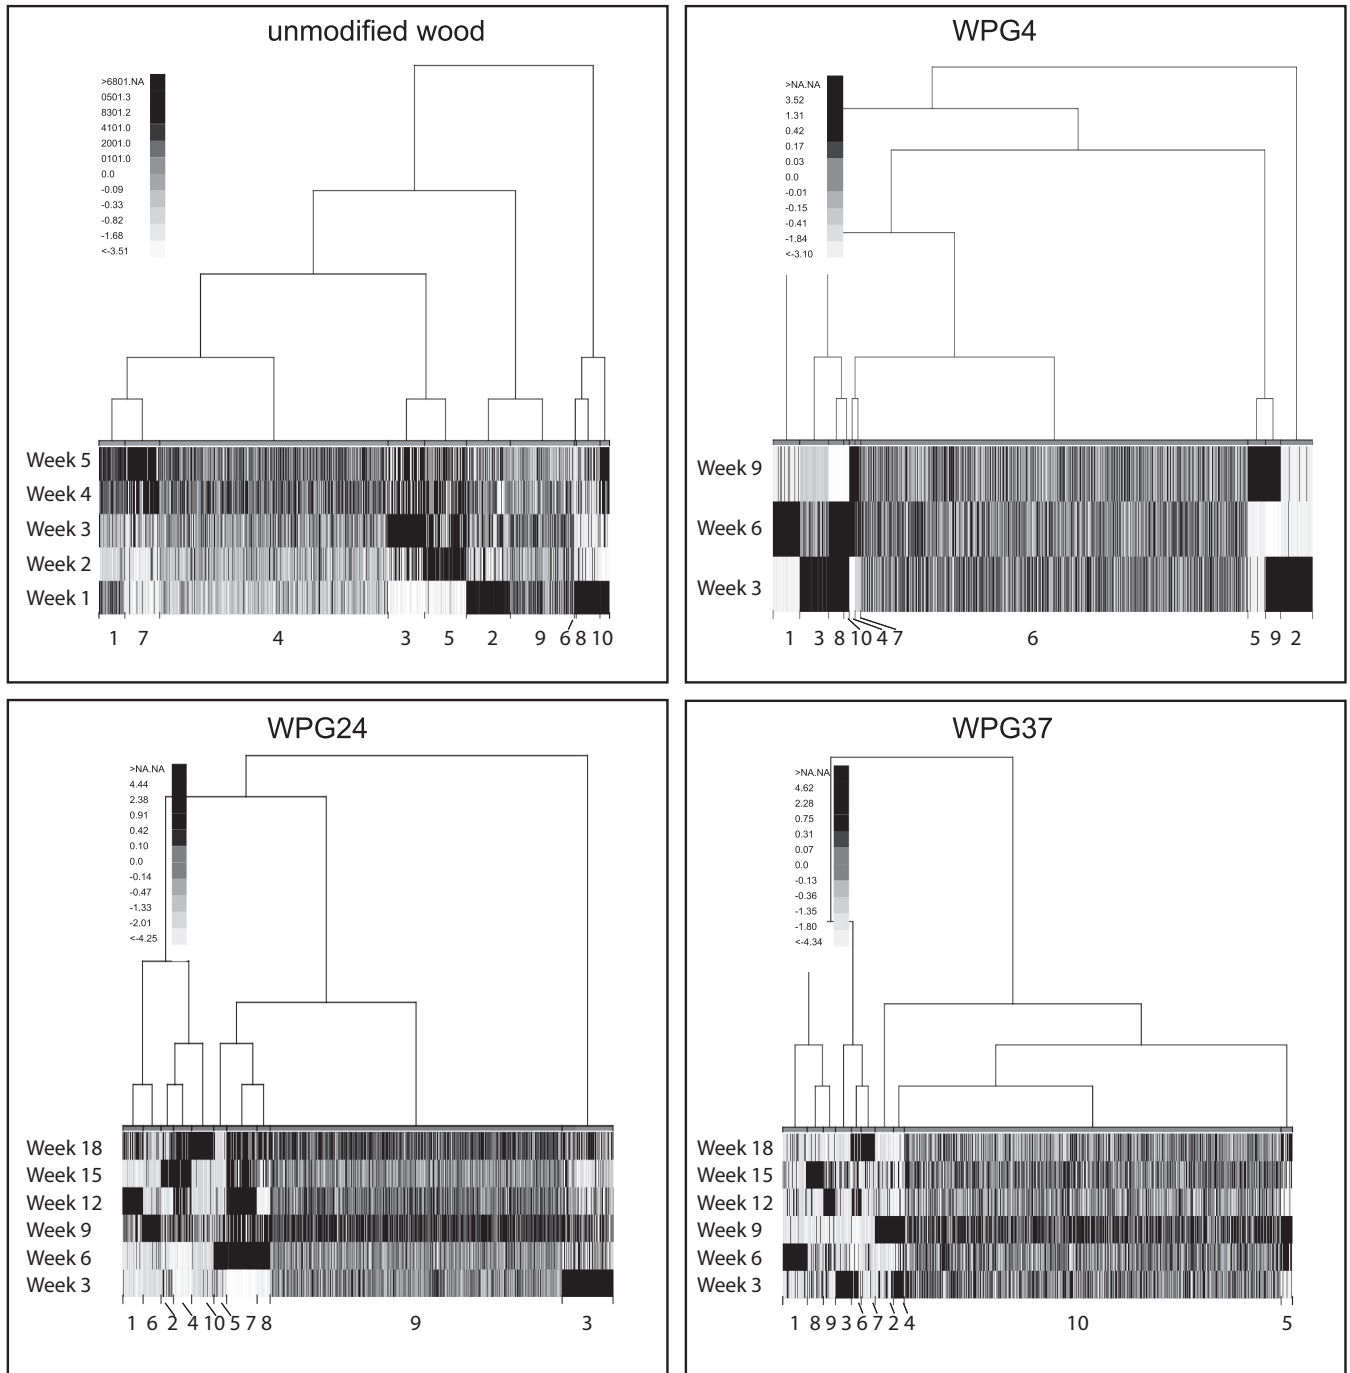 unmodified wood
>6801.NA
0501.3
8301.2
4101.0
2001.0
0101.0
0.0
-0.09
-0.33
-0.82
-1.68
<-3.51
Week 5
Week 4
Week 3
Week 2
Week 1
1 7 4 3 5 2 9 6 8 10
WPG4
>NA.NA
3.52
1.31
0.42
0.17
0.03
0.0
-0.01
-0.15
-0.41
-1.84
<-3.10
Week 9
Week 6
Week 3
1 3 8 10 4 7 6 5 9 2
WPG24
>NA.NA
4.44
2.38
0.91
0.42
0.10
0.0
-0.14
-0.47
-1.33
-2.01
<-4.25
Week 18
Week 15
Week 12
Week 9
Week 6
Week 3
1 6 2 4 10 5 7 8 9 3
WPG37
>NA.NA
4.62
2.28
0.75
0.31
0.07
0.0
-0.13
-0.36
-1.35
-1.80
<-4.34
Week 18
Week 15
Week 12
Week 9
Week 6
Week 3
1 8 9 3 6 7 2 4 10 5